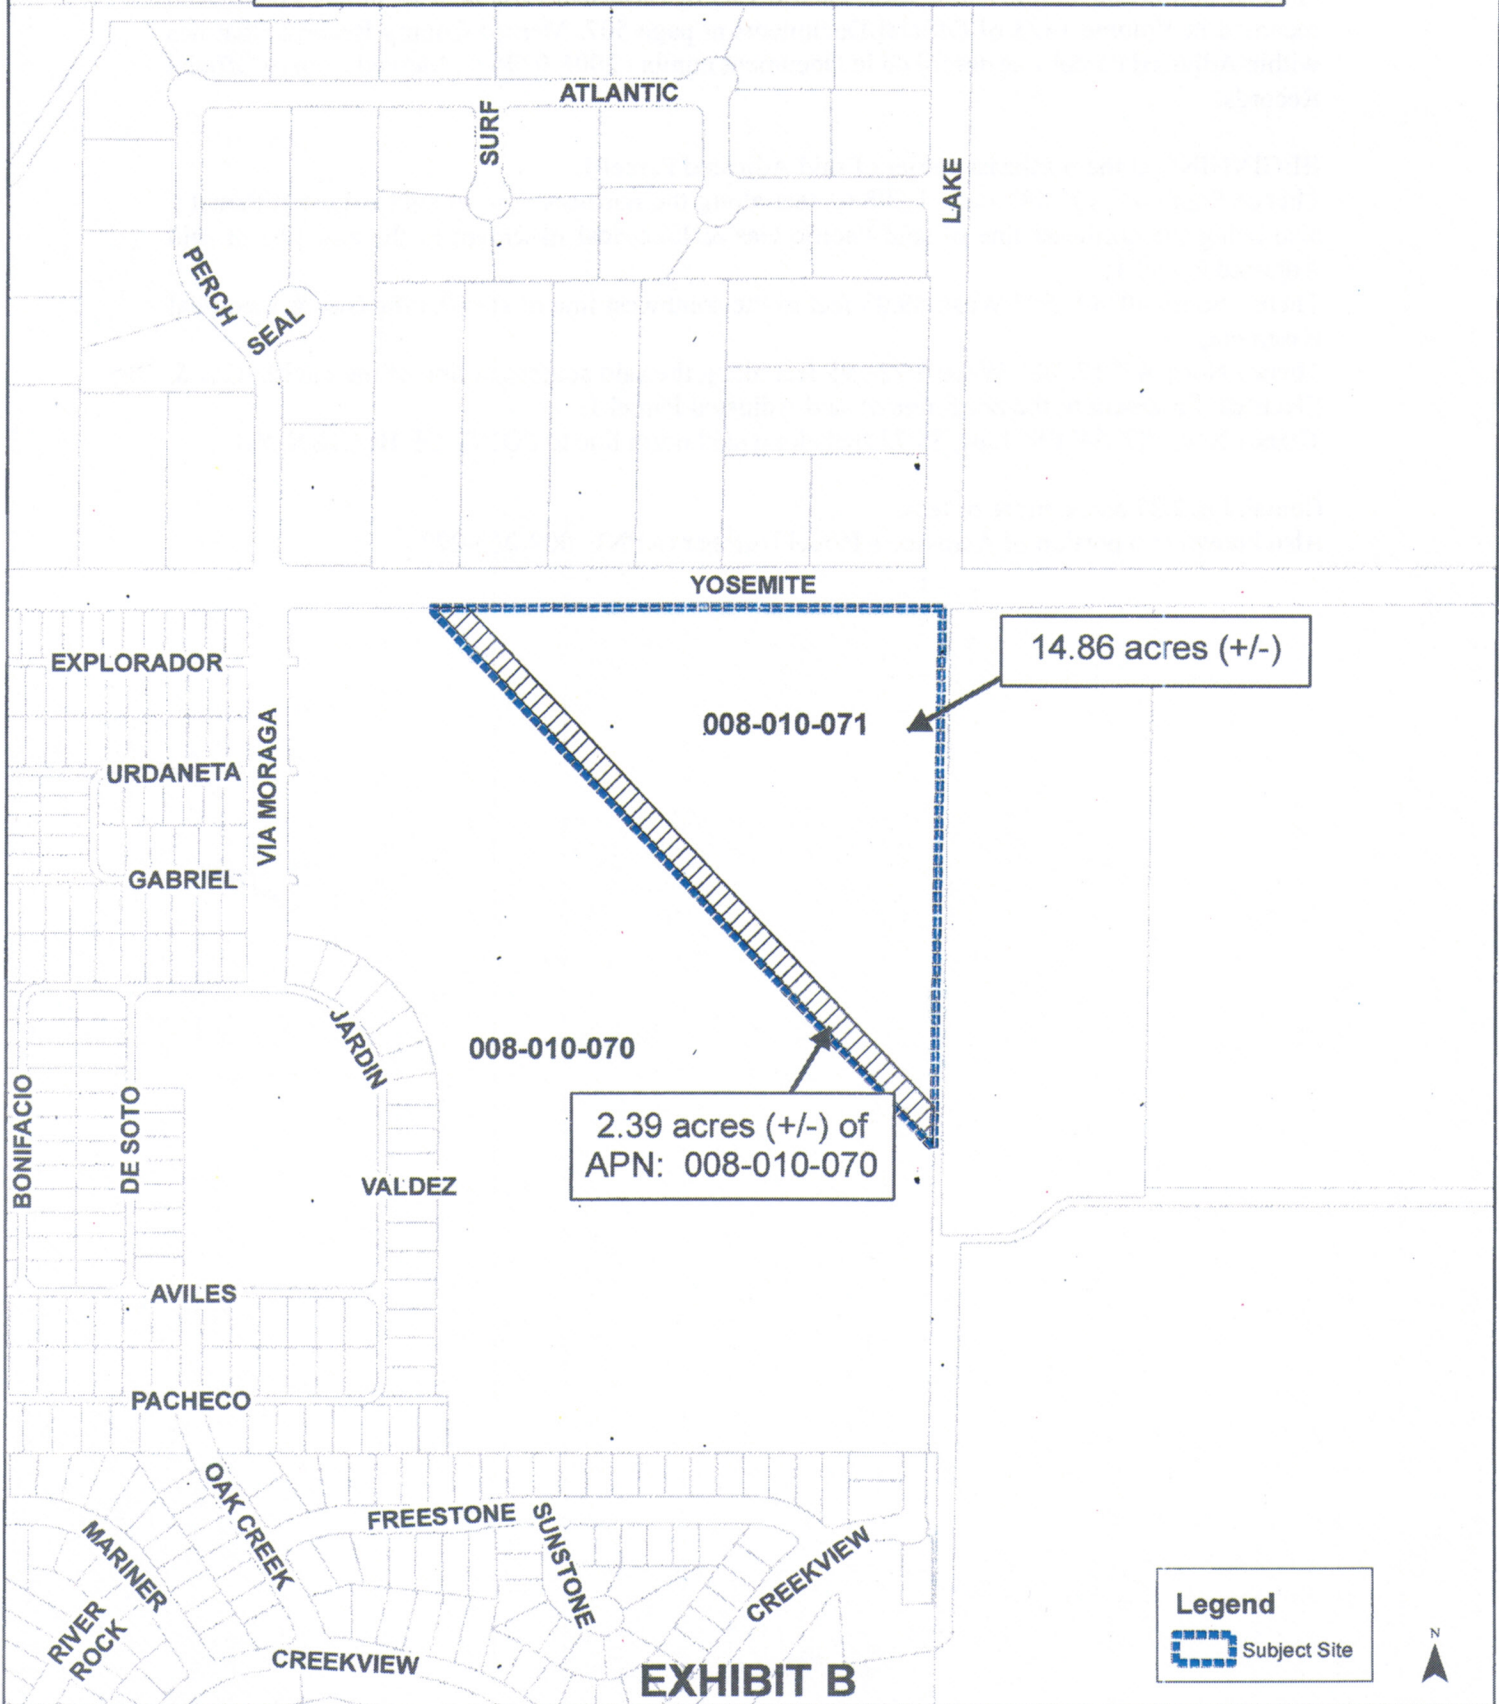 ATLANTIC
SURF
LAKE
PERCH
SEAL
YOSEMITE
14.86 acres (+/-)
EXPLORADOR
008-010-071
VIA MORAGA
URDANETA
GABRIEL
JARDIN
008-010-070
BONIFACIO
DE SOTO
2.39 acres (+/-) of
APN: 008-010-070
VALDEZ
AVILES
PACHECO
OAK CREEK
FREESTONE
SUNSTONE
MARINER
CREEKVIEW
RIVER
ROCK
CREEKVIEW
Legend
Subject Site
N
EXHIBIT B